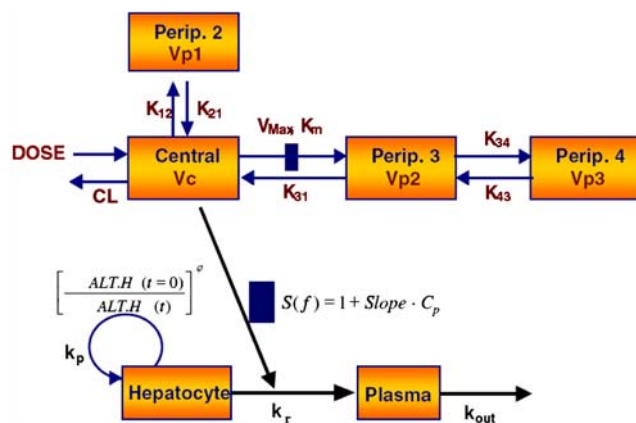 Perip. 2
Vp1
K12 K21
VMax, Km
DOSE
Central
Vc
Perip. 3
Vp2
K34
Perip. 4
Vp3
CL
K31
K43
[ALT.H (t=0) / ALT.H (t)]^φ
S(f) = 1 + Slope · Cp
kp
Hepatocyte
Plasma
kr
kout